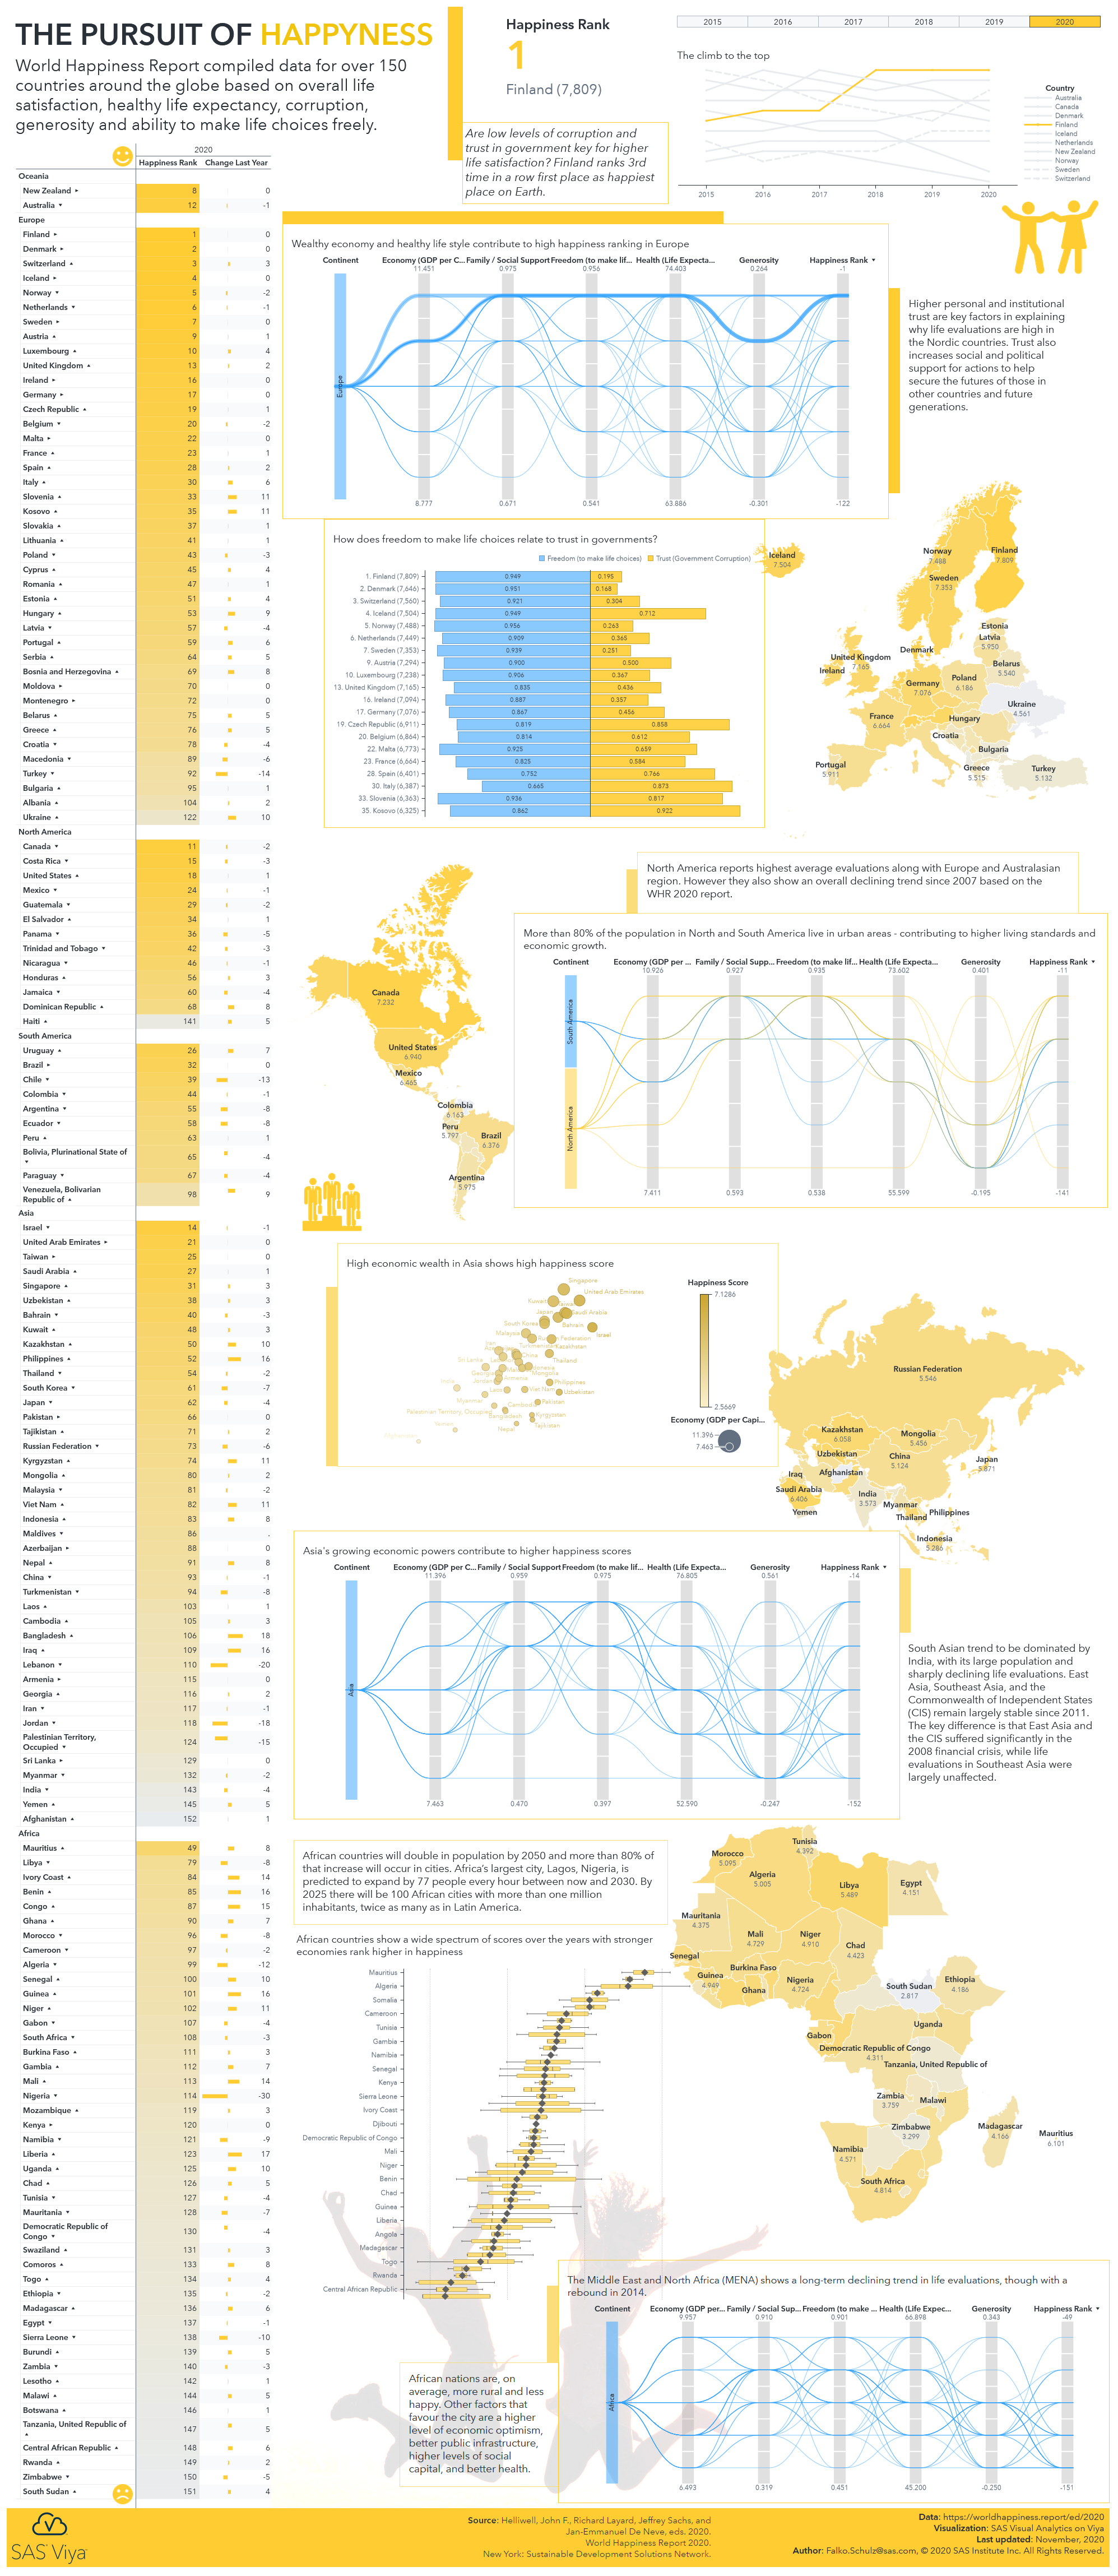 THE PURSUIT OF HAPPYNESS
World Happiness Report compiled data for over 150
countries around the globe based on overall life
satisfaction, healthy life expectancy, corruption,
generosity and ability to make life choices freely.
Happiness Rank
1
Finland (7,809)
Are low levels of corruption and
trust in government key for higher
life satisfaction? Finland ranks 3rd
time in a row first place as happiest
place on Earth.
2015 2016 2017 2018 2019 2020
The climb to the top
Country
Australia
Canada
Denmark
Finland
Iceland
Netherlands
New Zealand
Norway
Sweden
Switzerland
2015 2016 2017 2018 2019 2020
2020
Happiness Rank Change Last Year
Oceania
New Zealand 8 0
Australia 12 -1
Europe
Finland 1 0
Denmark 2 0
Switzerland 3 3
Iceland 4 0
Norway 5 -2
Netherlands 6 -1
Sweden 7 0
Austria 9 1
Luxembourg 10 4
United Kingdom 13 2
Ireland 16 0
Germany 17 0
Czech Republic 19 1
Belgium 20 -2
Malta 22 0
France 23 1
Spain 28 2
Italy 30 6
Slovenia 33 11
Kosovo 35 11
Slovakia 37 1
Lithuania 41 1
Poland 43 -3
Cyprus 45 4
Romania 47 1
Estonia 51 4
Hungary 53 9
Latvia 57 -4
Portugal 59 6
Serbia 64 5
Bosnia and Herzegovina 69 8
Moldova 70 0
Montenegro 72 0
Belarus 75 5
Greece 76 5
Croatia 78 -4
Macedonia 89 -6
Turkey 92 -14
Bulgaria 95 1
Albania 104 2
Ukraine 122 10
North America
Canada 11 -2
Costa Rica 15 -3
United States 18 1
Mexico 24 -1
Guatemala 29 -2
El Salvador 34 1
Panama 36 -5
Trinidad and Tobago 42 -3
Nicaragua 46 -1
Honduras 56 3
Jamaica 60 -4
Dominican Republic 68 8
Haiti 141 5
South America
Uruguay 26 7
Brazil 32 0
Chile 39 -13
Colombia 44 -1
Argentina 55 -8
Ecuador 58 -8
Peru 63 1
Bolivia, Plurinational State of 65 -4
Paraguay 67 -4
Venezuela, Bolivarian
Republic of 98 9
Asia
Israel 14 -1
United Arab Emirates 21 0
Taiwan 25 0
Saudi Arabia 27 1
Singapore 31 3
Uzbekistan 38 3
Bahrain 40 -3
Kuwait 48 3
Kazakhstan 50 10
Philippines 52 16
Thailand 54 -2
South Korea 61 -7
Japan 62 -4
Pakistan 66 0
Tajikistan 71 2
Russian Federation 73 -6
Kyrgyzstan 74 11
Mongolia 80 2
Malaysia 81 -2
Viet Nam 82 11
Indonesia 83 8
Maldives 86 .
Azerbaijan 88 0
Nepal 91 8
China 93 -1
Turkmenistan 94 -8
Laos 103 1
Cambodia 105 3
Bangladesh 106 18
Iraq 109 16
Lebanon 110 -20
Armenia 115 0
Georgia 116 2
Iran 117 -1
Jordan 118 -18
Palestinian Territory,
Occupied 124 -15
Sri Lanka 129 0
Myanmar 132 -2
India 143 -4
Yemen 145 5
Afghanistan 152 1
Africa
Mauritius 49 8
Libya 79 -8
Ivory Coast 84 14
Benin 85 16
Congo 87 15
Ghana 90 7
Morocco 96 -8
Cameroon 97 -2
Algeria 99 -12
Senegal 100 10
Guinea 101 16
Niger 102 11
Gabon 107 -4
South Africa 108 -3
Burkina Faso 111 3
Gambia 112 7
Mali 113 14
Nigeria 114 -30
Mozambique 119 3
Kenya 120 0
Namibia 121 -9
Liberia 123 17
Uganda 125 10
Chad 126 5
Tunisia 127 -4
Mauritania 128 -7
Democratic Republic of
Congo 130 -4
Swaziland 131 3
Comoros 133 8
Togo 134 4
Ethiopia 135 -2
Madagascar 136 6
Egypt 137 -1
Sierra Leone 138 -10
Burundi 139 5
Zambia 140 -3
Lesotho 142 1
Malawi 144 5
Botswana 146 1
Tanzania, United Republic of 147 5
Central African Republic 148 6
Rwanda 149 2
Zimbabwe 150 -5
South Sudan 151 4
Wealthy economy and healthy life style contribute to high happiness ranking in Europe
Continent Economy (GDP per C... Family / Social Support Freedom (to make lif... Health (Life Expecta... Generosity Happiness Rank
11.451 0.975 0.956 74.403 0.264 -1
Europe
8.777 0.671 0.541 63.886 -0.301 -122
Higher personal and institutional
trust are key factors in explaining
why life evaluations are high in
the Nordic countries. Trust also
increases social and political
support for actions to help
secure the futures of those in
other countries and future
generations.
How does freedom to make life choices relate to trust in governments?
Freedom (to make life choices) Trust (Government Corruption)
1. Finland (7,809) 0.949 0.195
2. Denmark (7,646) 0.951 0.168
3. Switzerland (7,560) 0.921 0.304
4. Iceland (7,504) 0.949 0.712
5. Norway (7,488) 0.956 0.263
6. Netherlands (7,449) 0.909 0.365
7. Sweden (7,353) 0.939 0.251
9. Austria (7,294) 0.900 0.500
10. Luxembourg (7,238) 0.906 0.367
13. United Kingdom (7,165) 0.835 0.436
16. Ireland (7,094) 0.887 0.357
17. Germany (7,076) 0.867 0.456
19. Czech Republic (6,911) 0.819 0.858
20. Belgium (6,864) 0.814 0.612
22. Malta (6,773) 0.925 0.659
23. France (6,664) 0.825 0.584
28. Spain (6,401) 0.752 0.766
30. Italy (6,387) 0.665 0.873
33. Slovenia (6,363) 0.936 0.817
35. Kosovo (6,325) 0.862 0.922
Iceland
7.504
Norway
7.488
Finland
7.809
Sweden
7.353
Estonia
Latvia
5.950
Denmark
United Kingdom
7.165
Ireland
Belarus
5.540
Poland
6.186
Germany
7.076
Ukraine
4.561
France
6.664
Hungary
Croatia
Bulgaria
Portugal
5.911
Greece
5.515
Turkey
5.132
North America reports highest average evaluations along with Europe and Australasian
region. However they also show an overall declining trend since 2007 based on the
WHR 2020 report.
More than 80% of the population in North and South America live in urban areas - contributing to higher living standards and
economic growth.
Continent Economy (GDP per ... Family / Social Supp... Freedom (to make lif... Health (Life Expecta... Generosity Happiness Rank
10.926 0.927 0.935 73.602 0.401 -11
South America
North America
7.411 0.593 0.538 55.599 -0.195 -141
Canada
7.232
United States
6.940
Mexico
6.465
Colombia
6.163
Peru
5.797
Brazil
6.376
Argentina
5.975
High economic wealth in Asia shows high happiness score
Singapore
United Arab Emirates
Kuwait
Saudi Arabia
Japan
Bahrain
South Korea
Israel
Malaysia
Kazakhstan
China
Thailand
Sri Lanka
Mongolia
India
Philippines
Laos
Viet Nam
Uzbekistan
Myanmar
Pakistan
Cambodia
Palestinian Territory, Occupied
Bangladesh
Kyrgyzstan
Tajikistan
Yemen
Nepal
Afghanistan
Happiness Score
7.1286
2.5669
Economy (GDP per Capi...
11.396
7.463
Russian Federation
5.546
Kazakhstan
6.058
Mongolia
5.456
Uzbekistan
China
5.124
Japan
5.871
Iraq
Afghanistan
Saudi Arabia
6.406
India
3.573
Myanmar
Yemen
Thailand
Philippines
Indonesia
5.286
Asia's growing economic powers contribute to higher happiness scores
Continent Economy (GDP per C... Family / Social Support Freedom (to make lif... Health (Life Expecta... Generosity Happiness Rank
11.396 0.959 0.975 76.805 0.561 -14
Asia
7.463 0.470 0.397 52.590 -0.247 -152
South Asian trend to be dominated by
India, with its large population and
sharply declining life evaluations. East
Asia, Southeast Asia, and the
Commonwealth of Independent States
(CIS) remain largely stable since 2011.
The key difference is that East Asia and
the CIS suffered significantly in the
2008 financial crisis, while life
evaluations in Southeast Asia were
largely unaffected.
African countries will double in population by 2050 and more than 80% of
that increase will occur in cities. Africa's largest city, Lagos, Nigeria, is
predicted to expand by 77 people every hour between now and 2030. By
2025 there will be 100 African cities with more than one million
inhabitants, twice as many as in Latin America.
African countries show a wide spectrum of scores over the years with stronger
economies rank higher in happiness
Mauritius
Algeria
Somalia
Cameroon
Tunisia
Gambia
Namibia
Senegal
Kenya
Sierra Leone
Ivory Coast
Djibouti
Democratic Republic of Congo
Mali
Niger
Benin
Chad
Guinea
Liberia
Angola
Madagascar
Togo
Rwanda
Central African Republic
Tunisia
4.392
Morocco
5.095
Algeria
5.005
Libya
5.489
Egypt
4.151
Mauritania
4.375
Mali
4.729
Niger
4.910
Chad
4.423
Senegal
Burkina Faso
Guinea
4.949
Ghana
Nigeria
4.724
South Sudan
2.817
Ethiopia
4.186
Uganda
Gabon
Democratic Republic of Congo
4.311
Tanzania, United Republic of
Zambia
3.759
Malawi
Zimbabwe
3.299
Madagascar
4.166
Mauritius
6.101
Namibia
4.571
South Africa
4.814
The Middle East and North Africa (MENA) shows a long-term declining trend in life evaluations, though with a
rebound in 2014.
Continent Economy (GDP per... Family / Social Sup... Freedom (to make ... Health (Life Expec... Generosity Happiness Rank
9.957 0.910 0.901 66.898 0.343 -49
Africa
6.493 0.319 0.451 45.200 -0.250 -151
African nations are, on
average, more rural and less
happy. Other factors that
favour the city are a higher
level of economic optimism,
better public infrastructure,
higher levels of social
capital, and better health.
SAS Viya
Source: Helliwell, John F., Richard Layard, Jeffrey Sachs, and
Jan-Emmanuel De Neve, eds. 2020.
World Happiness Report 2020.
New York: Sustainable Development Solutions Network.
Data: https://worldhappiness.report/ed/2020
Visualization: SAS Visual Analytics on Viya
Last updated: November, 2020
Author: Falko.Schulz@sas.com, © 2020 SAS Institute Inc. All Rights Reserved.